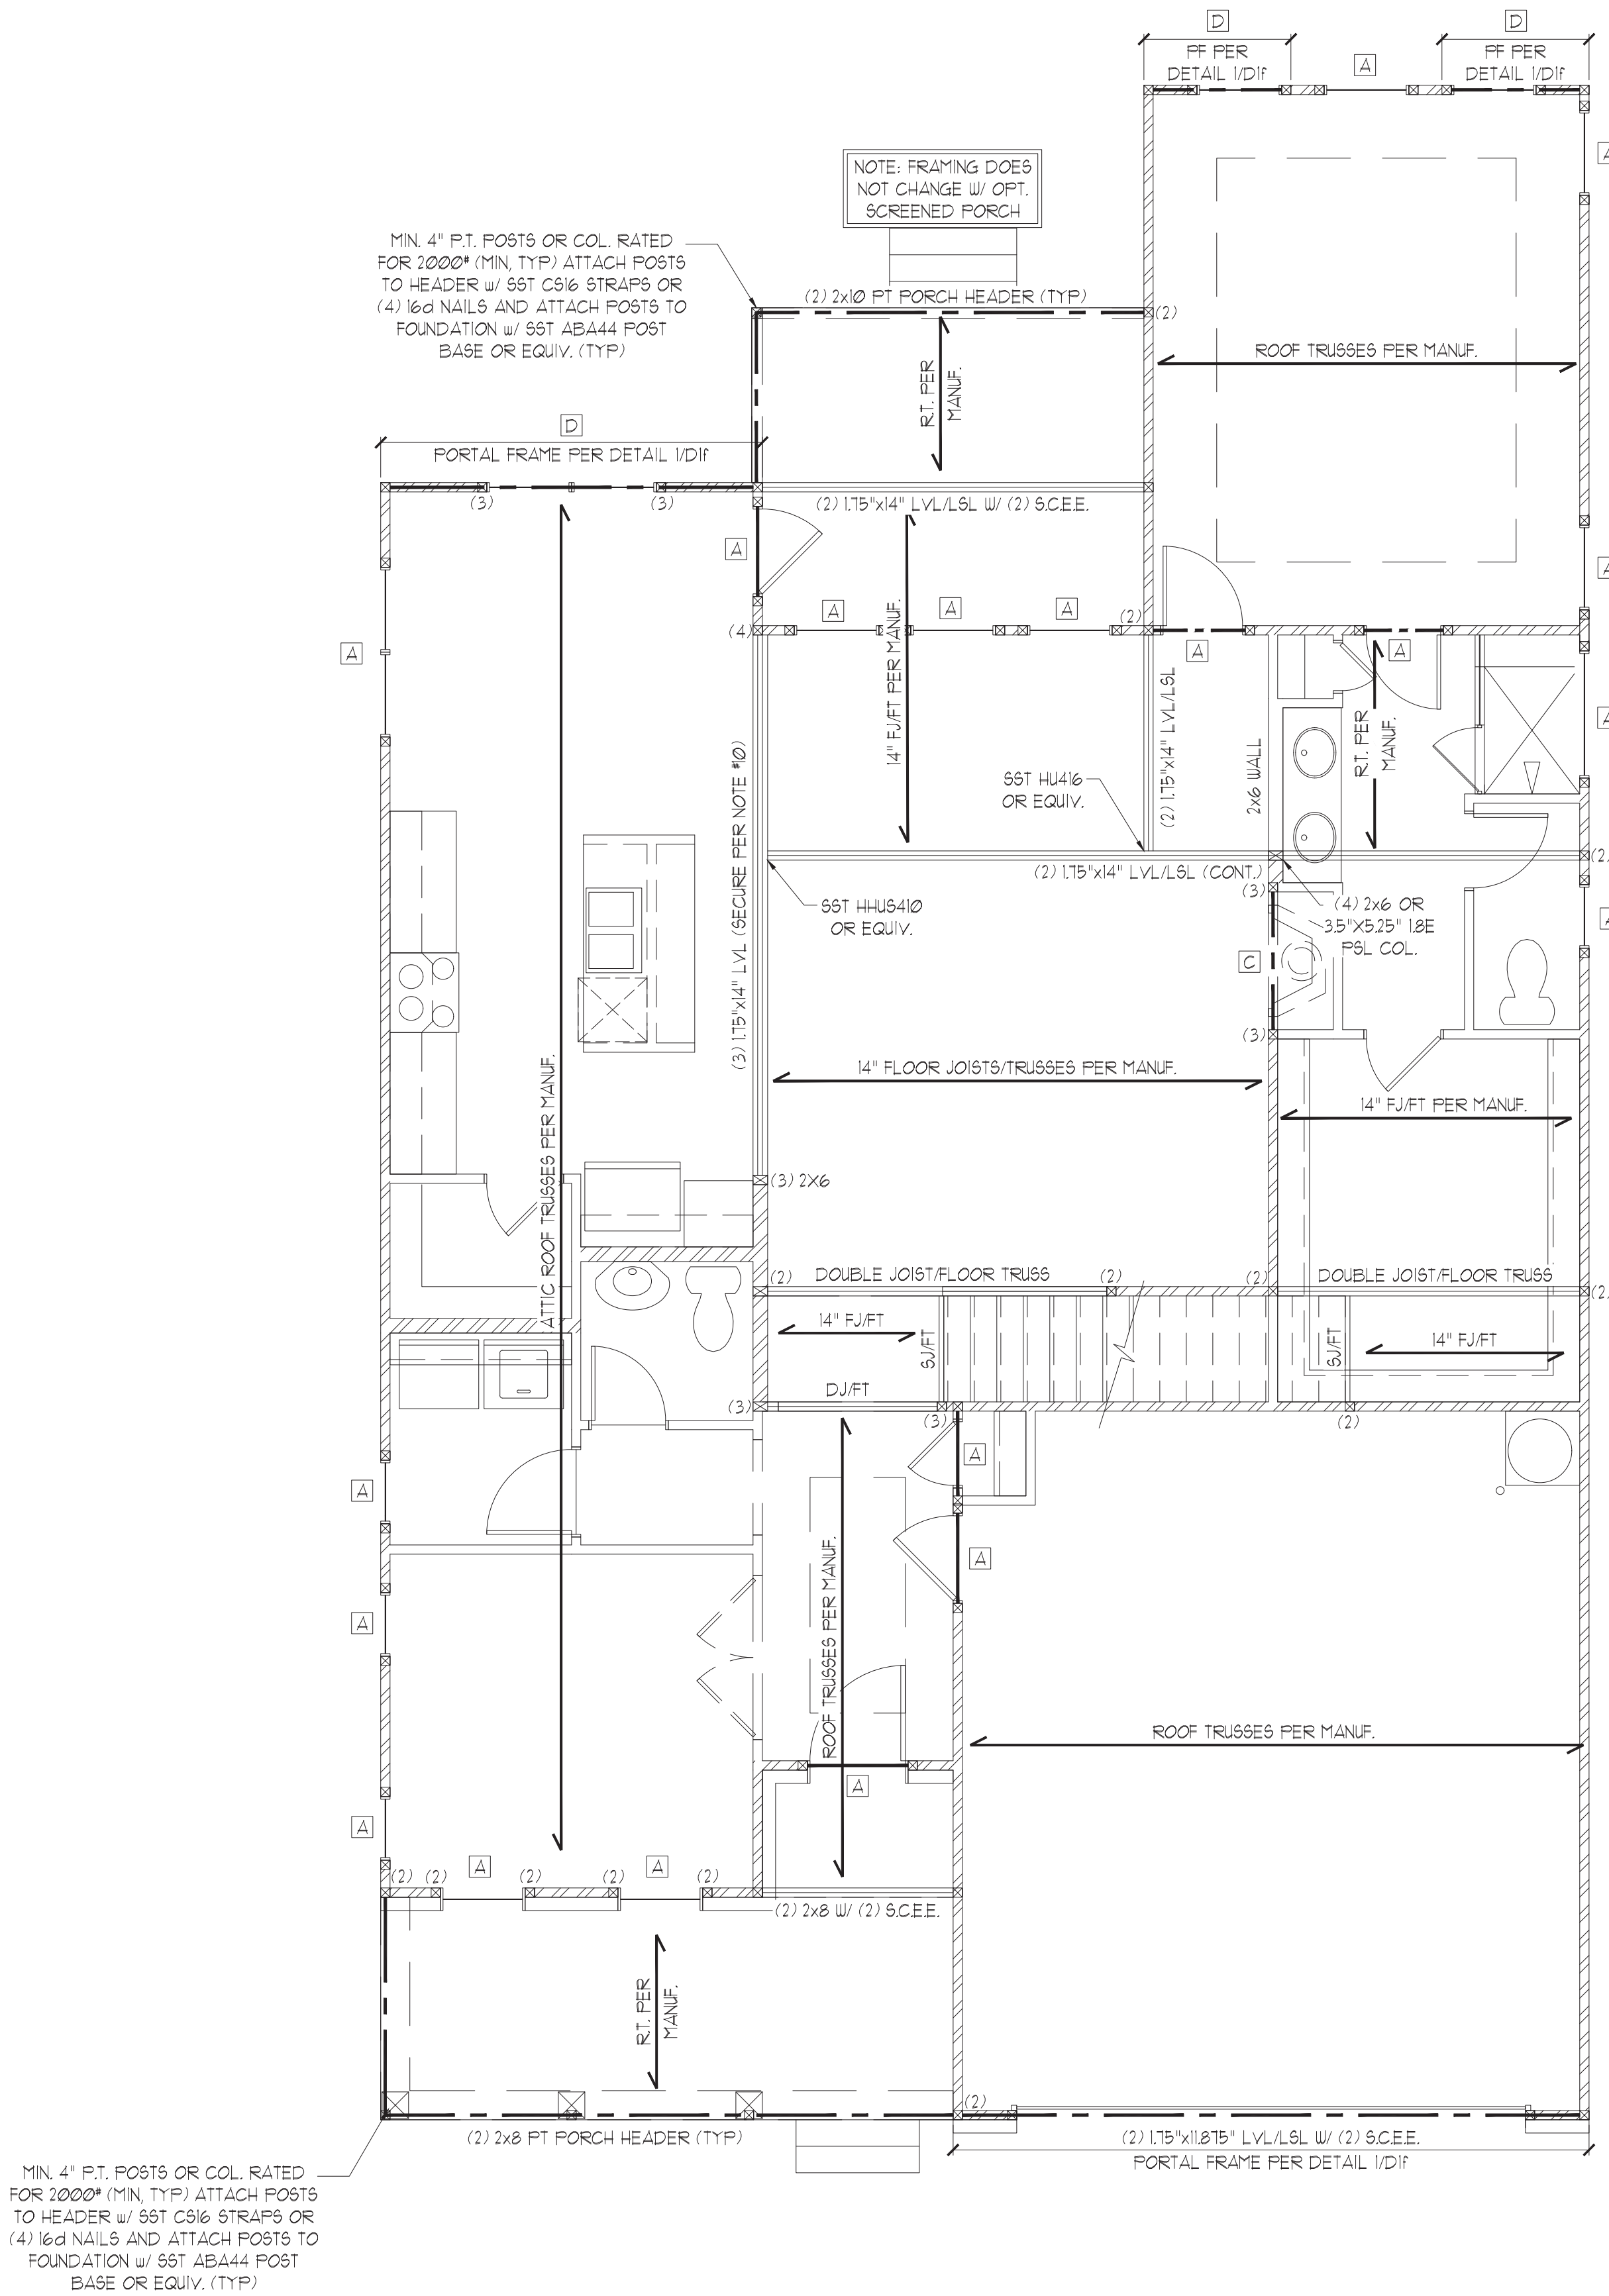 D
D
PF PER
DETAIL 1/D1f
PF PER
DETAIL 1/D1f
A
NOTE: FRAMING DOES
NOT CHANGE W/ OPT.
SCREENED PORCH
MIN. 4" P.T. POSTS OR COL. RATED
FOR 2000# (MIN, TYP) ATTACH POSTS
TO HEADER w/ SST CS16 STRAPS OR
(4) 16d NAILS AND ATTACH POSTS TO
FOUNDATION w/ SST ABA44 POST
BASE OR EQUIV. (TYP)
(2) 2x10 PT PORCH HEADER (TYP)
(2)
ROOF TRUSSES PER MANUF.
R.T. PER
MANUF.
D
PORTAL FRAME PER DETAIL 1/D1f
(3)
(3)
(2) 1.75"x14" LVL/LSL W/ (2) S.C.E.E.
A
A
A
A
A
(2)
(4)
A
A
14" FJ/FT PER MANUF.
(2) 1.75"x14" LVL/LSL
2x6 WALL
R.T. PER
MANUF.
A
A
(3) 1.75"x14" LVL (SECURE PER NOTE #10)
SST HU416
OR EQUIV.
(2)
(2) 1.75"x14" LVL/LSL (CONT.)
(3)
SST HHUS410
OR EQUIV.
(4) 2x6 OR
3.5"X5.25" 1.8E
PSL COL.
A
C
(3)
14" FLOOR JOISTS/TRUSSES PER MANUF.
14" FJ/FT PER MANUF.
ATTIC ROOF TRUSSES PER MANUF.
(3) 2X6
(2)
DOUBLE JOIST/FLOOR TRUSS
(2)
(2)
DOUBLE JOIST/FLOOR TRUSS
(2)
14" FJ/FT
SJ/FT
SJ/FT
14" FJ/FT
DJ/FT
(3)
(3)
(2)
A
A
A
A
ROOF TRUSSES PER MANUF.
ROOF TRUSSES PER MANUF.
A
A
(2)
(2)
A
(2)
(2)
A
(2)
(2) 2x8 W/ (2) S.C.E.E.
R.T. PER
MANUF.
(2)
(2) 2x8 PT PORCH HEADER (TYP)
(2) 1.75"x11.875" LVL/LSL W/ (2) S.C.E.E.
PORTAL FRAME PER DETAIL 1/D1f
MIN. 4" P.T. POSTS OR COL. RATED
FOR 2000# (MIN, TYP) ATTACH POSTS
TO HEADER w/ SST CS16 STRAPS OR
(4) 16d NAILS AND ATTACH POSTS TO
FOUNDATION w/ SST ABA44 POST
BASE OR EQUIV. (TYP)